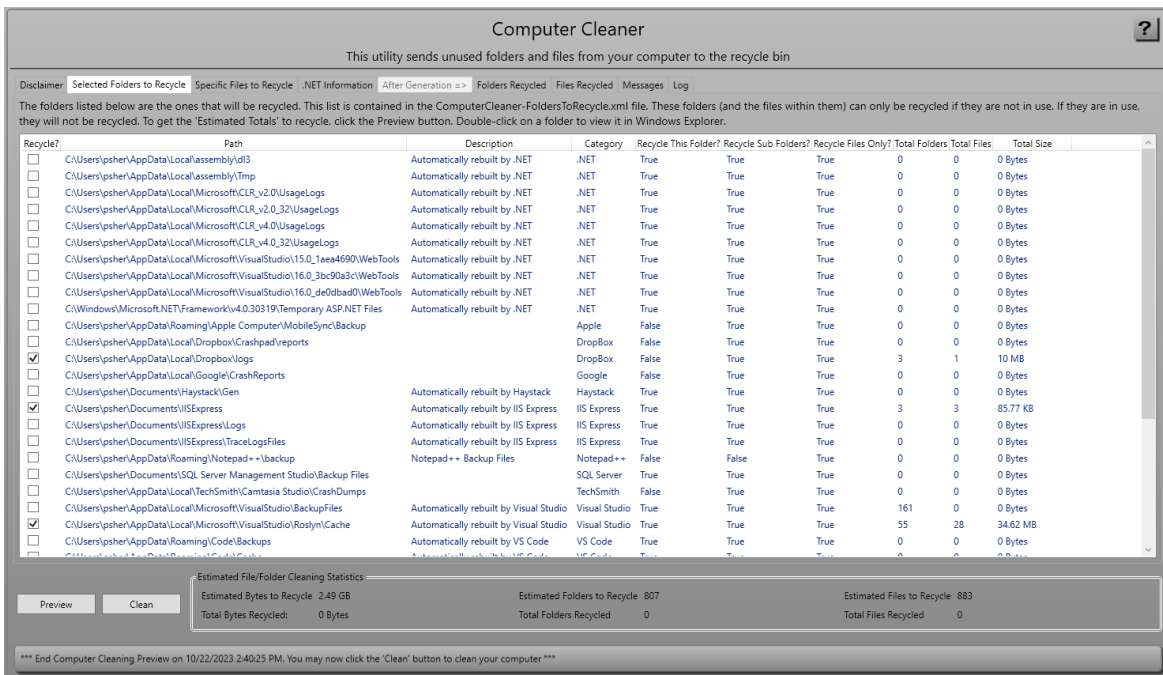 Computer Cleaner
?
This utility sends unused folders and files from your computer to the recycle bin
Disclaimer Selected Folders to Recycle Specific Files to Recycle .NET Information After Generation => Folders Recycled Files Recycled Messages Log
The folders listed below are the ones that will be recycled. This list is contained in the ComputerCleaner-FoldersToRecycle.xml file. These folders (and the files within them) can only be recycled if they are not in use. If they are in use,
they will not be recycled. To get the 'Estimated Totals' to recycle, click the Preview button. Double-click on a folder to view it in Windows Explorer.
Recycle? Path Description Category Recycle This Folder? Recycle Sub Folders? Recycle Files Only? Total Folders Total Files Total Size
C:\Users\psher\AppData\Local\assembly\dl3 Automatically rebuilt by .NET .NET True True True 0 0 0 Bytes
C:\Users\psher\AppData\Local\assembly\Tmp Automatically rebuilt by .NET .NET True True True 0 0 0 Bytes
C:\Users\psher\AppData\Local\Microsoft\CLR_v2.0\UsageLogs Automatically rebuilt by .NET .NET True True True 0 0 0 Bytes
C:\Users\psher\AppData\Local\Microsoft\CLR_v2.0_32\UsageLogs Automatically rebuilt by .NET .NET True True True 0 0 0 Bytes
C:\Users\psher\AppData\Local\Microsoft\CLR_v4.0\UsageLogs Automatically rebuilt by .NET .NET True True True 0 0 0 Bytes
C:\Users\psher\AppData\Local\Microsoft\CLR_v4.0_32\UsageLogs Automatically rebuilt by .NET .NET True True True 0 0 0 Bytes
C:\Users\psher\AppData\Local\Microsoft\VisualStudio\15.0_1aea4690\WebTools Automatically rebuilt by .NET .NET True True True 0 0 0 Bytes
C:\Users\psher\AppData\Local\Microsoft\VisualStudio\16.0_3bc90a3c\WebTools Automatically rebuilt by .NET .NET True True True 0 0 0 Bytes
C:\Users\psher\AppData\Local\Microsoft\VisualStudio\16.0_de0dbad0\WebTools Automatically rebuilt by .NET .NET True True True 0 0 0 Bytes
C:\Windows\Microsoft.NET\Framework\v4.0.30319\Temporary ASP.NET Files Automatically rebuilt by .NET .NET True True True 0 0 0 Bytes
C:\Users\psher\AppData\Roaming\Apple Computer\MobileSync\Backup Apple False True True 0 0 0 Bytes
C:\Users\psher\AppData\Local\Dropbox\Crashpad\reports DropBox False True True 0 0 0 Bytes
C:\Users\psher\AppData\Local\Dropbox\logs DropBox False True True 3 1 10 MB
C:\Users\psher\AppData\Local\Google\CrashReports Google False True True 0 0 0 Bytes
C:\Users\psher\Documents\Haystack\Gen Automatically rebuilt by Haystack Haystack True True True 0 0 0 Bytes
C:\Users\psher\Documents\IISExpress Automatically rebuilt by IIS Express IIS Express True True True 3 3 85.77 KB
C:\Users\psher\Documents\IISExpress\Logs Automatically rebuilt by IIS Express IIS Express True True True 0 0 0 Bytes
C:\Users\psher\Documents\IISExpress\TraceLogsFiles Automatically rebuilt by IIS Express IIS Express True True True 0 0 0 Bytes
C:\Users\psher\AppData\Roaming\Notepad++\backup Notepad++ Backup Files Notepad++ False False True 0 0 0 Bytes
C:\Users\psher\Documents\SQL Server Management Studio\Backup Files SQL Server True True True 0 0 0 Bytes
C:\Users\psher\AppData\Local\TechSmith\Camtasia Studio\CrashDumps TechSmith False True True 0 0 0 Bytes
C:\Users\psher\AppData\Local\Microsoft\VisualStudio\BackupFiles Automatically rebuilt by Visual Studio Visual Studio True True True 161 0 0 Bytes
C:\Users\psher\AppData\Local\Microsoft\VisualStudio\Roslyn\Cache Automatically rebuilt by Visual Studio Visual Studio True True True 55 28 34.62 MB
C:\Users\psher\AppData\Roaming\Code\Backups Automatically rebuilt by VS Code VS Code True True True 0 0 0 Bytes
Estimated File/Folder Cleaning Statistics
Preview Clean Estimated Bytes to Recycle 2.49 GB Estimated Folders to Recycle 807 Estimated Files to Recycle 883
Total Bytes Recycled: 0 Bytes Total Folders Recycled 0 Total Files Recycled 0
*** End Computer Cleaning Preview on 10/22/2023 2:40:25 PM. You may now click the 'Clean' button to clean your computer ***